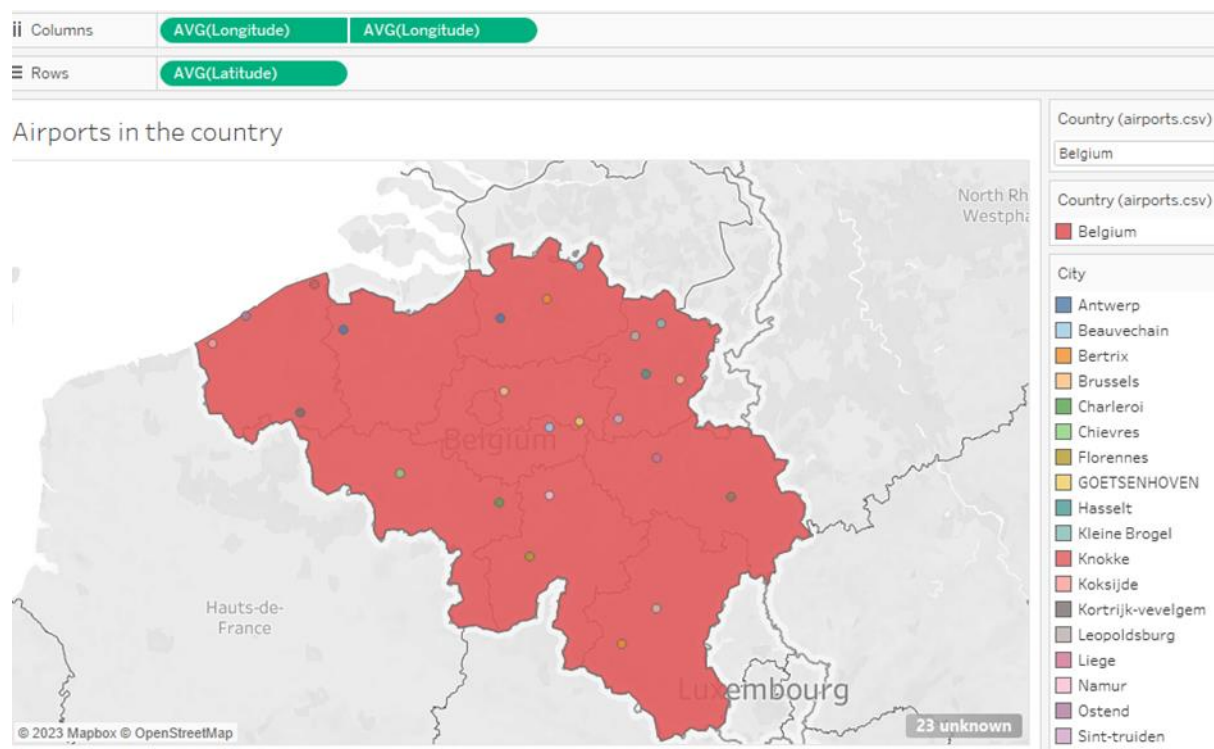 iii Columns AVG(Longitude) AVG(Longitude)
Rows AVG(Latitude)
Airports in the country
Country (airports.csv)
Belgium
Country (airports.csv)
Belgium
City
Antwerp
Beauvechain
Bertrix
Brussels
Charleroi
Chievres
Florennes
GOETSENHOVEN
Hasselt
Kleine Brogel
Knokke
Koksijde
Kortrijk-vevelgem
Leopoldsburg
Liege
Namur
Ostend
Sint-truiden
North Rh
Westpha
Belgium
Hauts-de-
France
Luxembourg
23 unknown
© 2023 Mapbox © OpenStreetMap